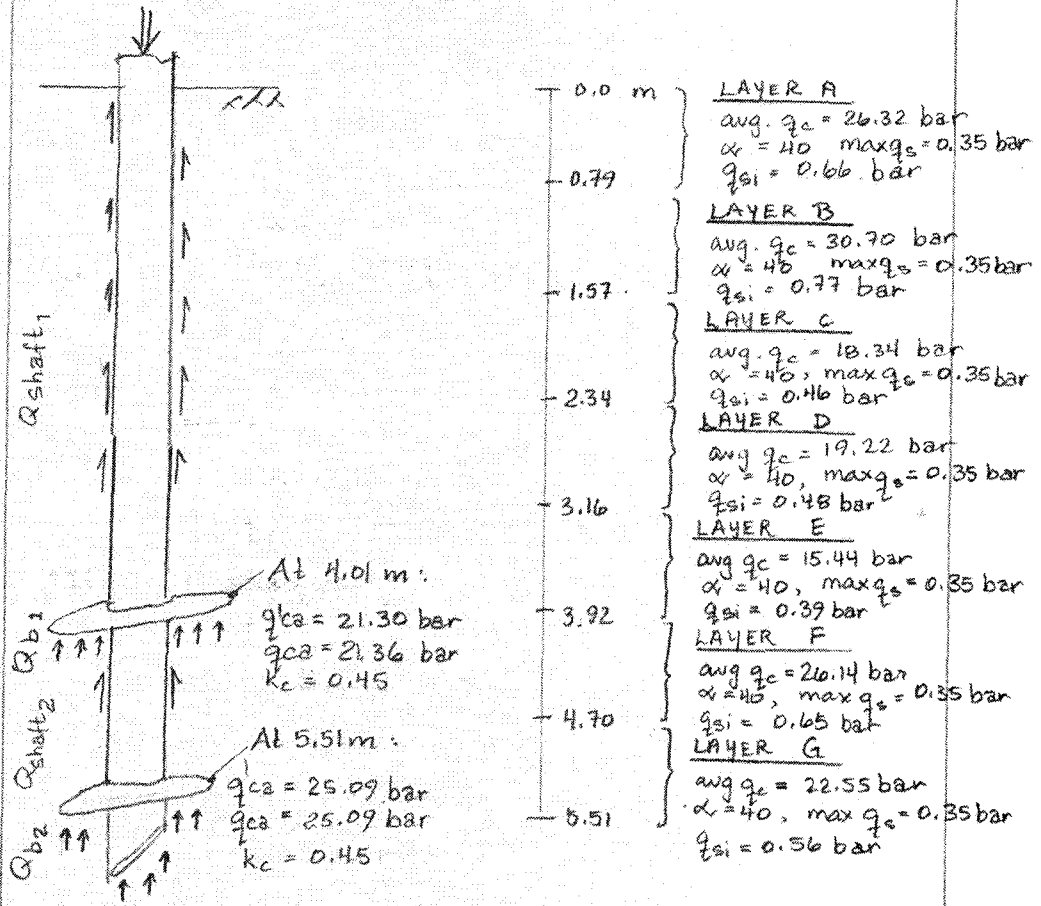 0.0 m
LAYER A
avg. qc = 26.32 bar
α = 40 max qs = 0.35 bar
qsi = 0.66 bar
0.79
LAYER B
avg. qc = 30.70 bar
α = 40 max qs = 0.35 bar
qsi = 0.77 bar
1.57
LAYER C
avg. qc = 18.34 bar
α = 40, max qs = 0.35 bar
qsi = 0.46 bar
2.34
LAYER D
avg qc = 19.22 bar
α = 40, max qs = 0.35 bar
qsi = 0.48 bar
3.16
LAYER E
avg qc = 15.44 bar
α = 40, max qs = 0.35 bar
qsi = 0.39 bar
3.92
LAYER F
avg qc = 26.14 bar
α = 40, max qs = 0.35 bar
qsi = 0.65 bar
4.70
LAYER G
avg qc = 22.55 bar
α = 40, max qs = 0.35 bar
qsi = 0.56 bar
5.51
Qshaft1
Qb1
At 4.01 m:
q'ca = 21.30 bar
qca = 21.36 bar
kc = 0.45
Qshaft2
Qb2
At 5.51 m:
q'ca = 25.09 bar
qca = 25.09 bar
kc = 0.45